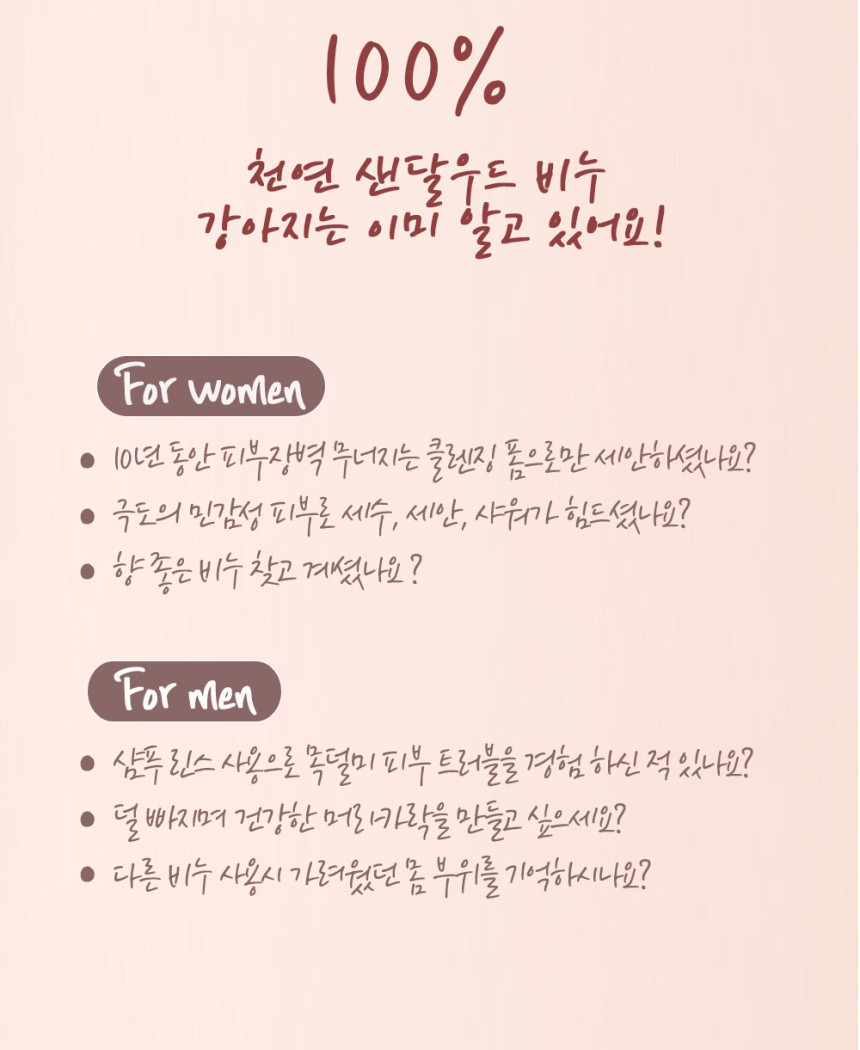 100%
천연 샌달우드 비누
강아지는 이미 알고 있어요!
For women
● 10년 동안 피부장벽 무너지는 클렌징 폼으로만 세안하셨나요?
● 극도의 민감성 피부로 세수, 세안, 샤워가 힘드셨나요?
● 향 좋은 비누 찾고 계셨나요?
For men
● 샴푸 린스 사용으로 목덜미 피부 트러블을 경험 하신 적 있나요?
● 덜 빠지며 건강한 머리카락을 만들고 싶으세요?
● 다른 비누 사용시 가려웠던 몸 부위를 기억하시나요?